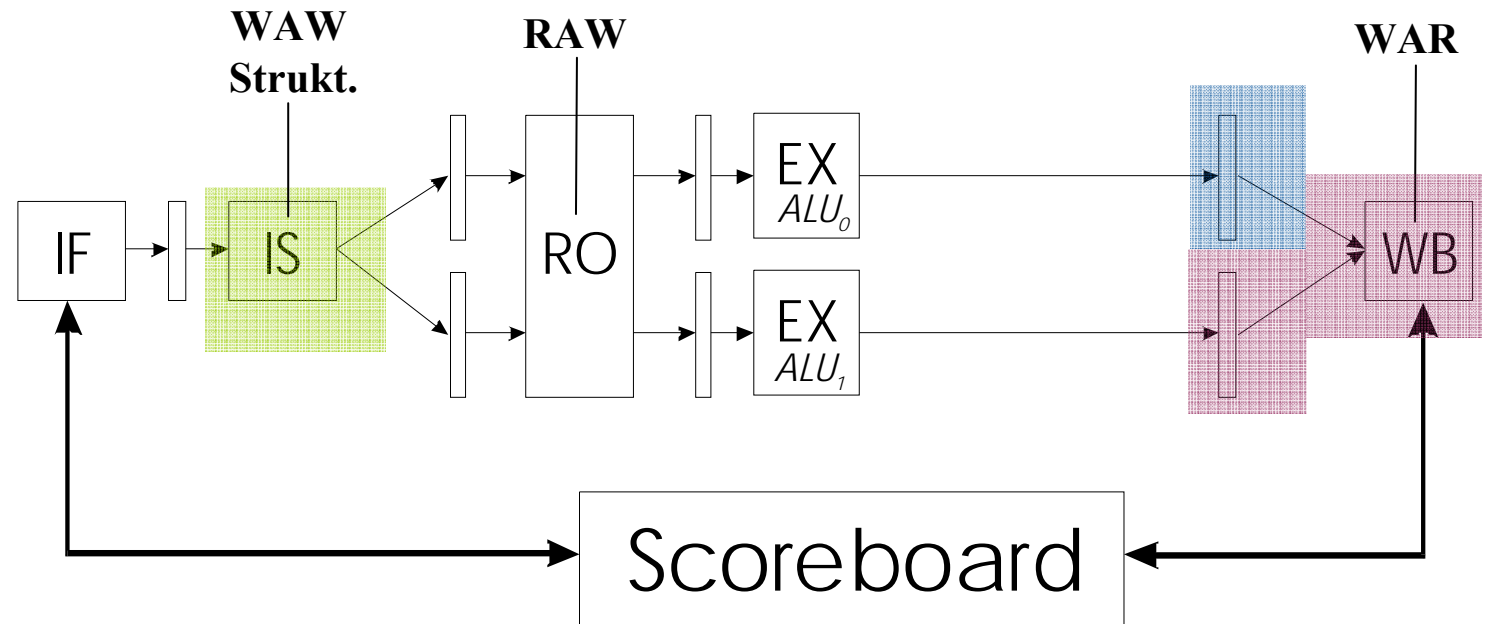 WAW
Strukt.
RAW
WAR
IF
IS
RO
EX
ALU₀
EX
ALU₁
WB
Scoreboard